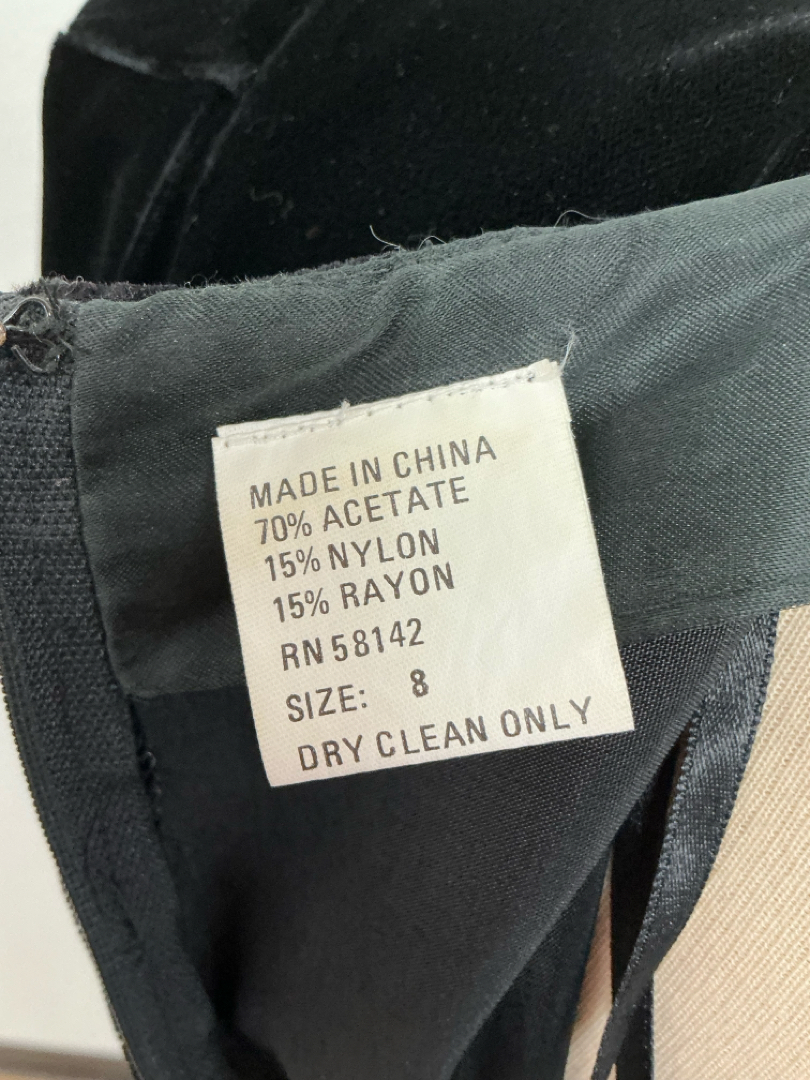 MADE IN CHINA
70% ACETATE
15% NYLON
15% RAYON
RN 58142
SIZE: 8
DRY CLEAN ONLY